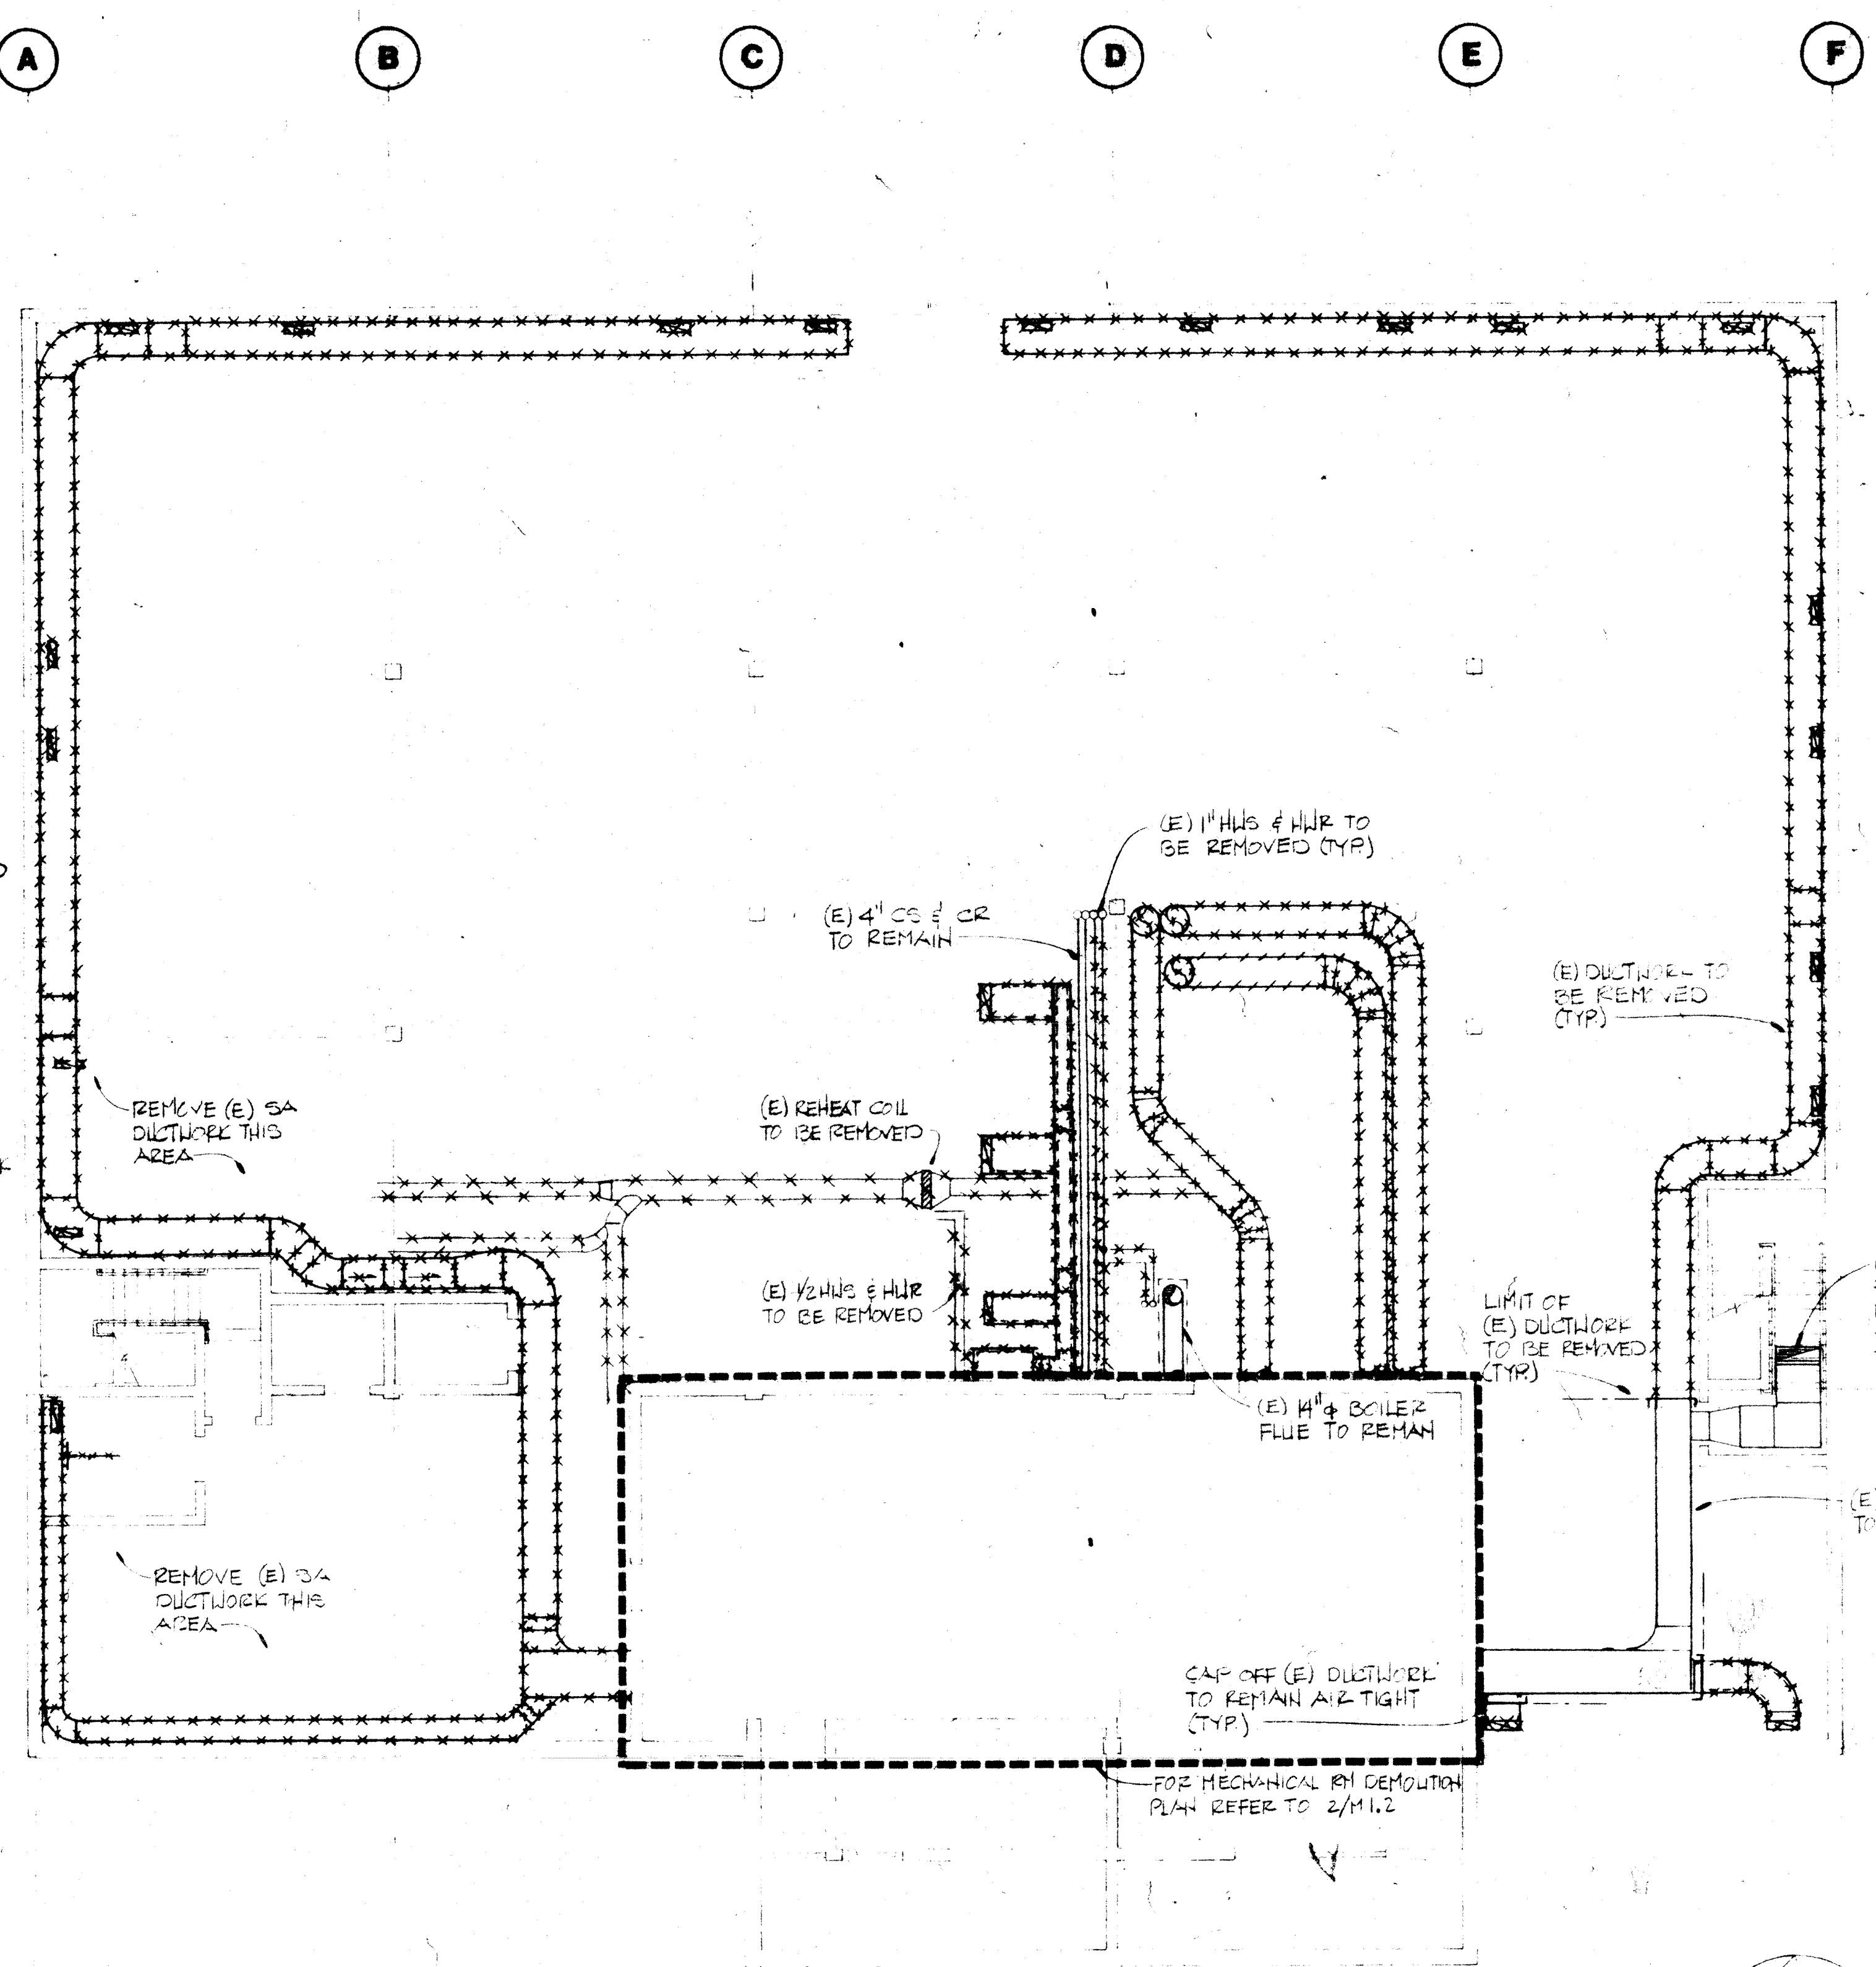 A
B
C
D
E
F
(E) 1" HWS & HWR TO
BE REMOVED (TYP.)
(E) 4" CS & CR
TO REMAIN
(E) DUCTWORK TO
BE REMOVED
(TYP.)
REMOVE (E) SA
DUCTWORK THIS
AREA
(E) REHEAT COIL
TO BE REMOVED
(E) 1/2 HWS & HWR
TO BE REMOVED
LIMIT OF
(E) DUCTWORK
TO BE REMOVED
(TYP.)
(E) 14"ϕ BOILER
FLUE TO REMAIN
(E)
TO
REMOVE (E) SA
DUCTWORK THIS
AREA
CAP OFF (E) DUCTWORK
TO REMAIN AIR TIGHT
(TYP.)
FOR MECHANICAL RM DEMOLITION
PLAN REFER TO 2/M1.2